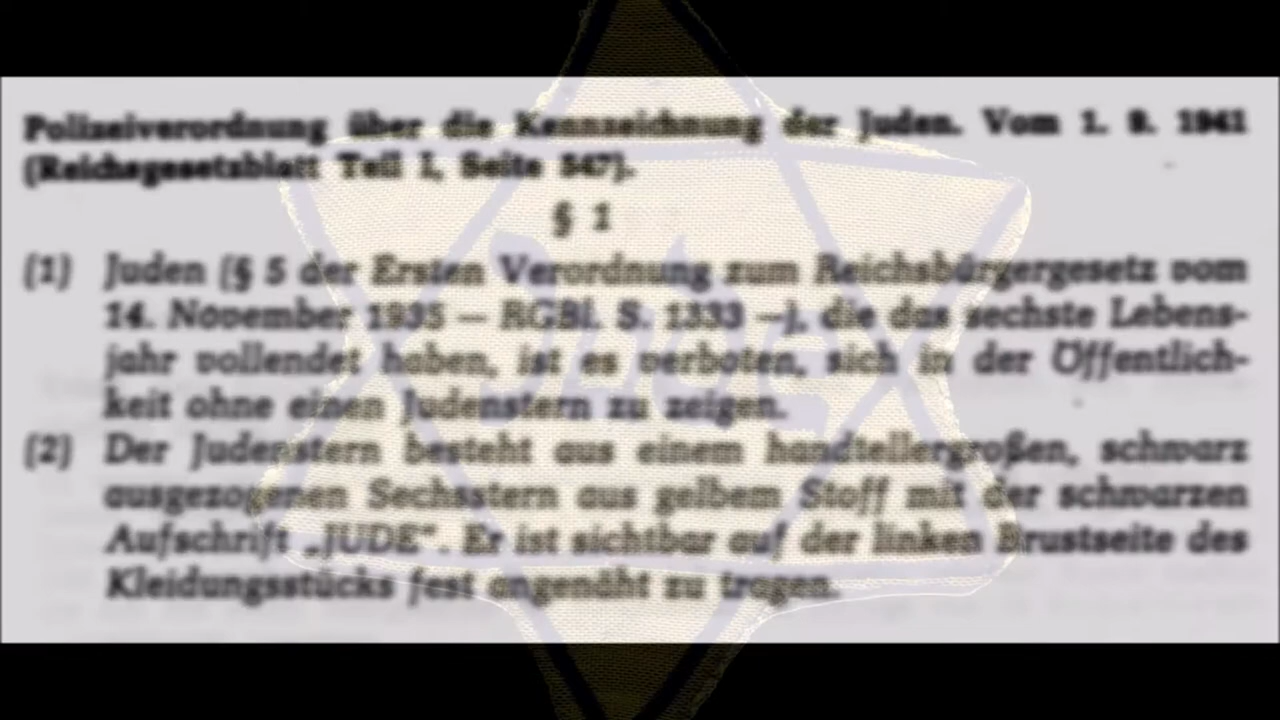 Polizeiverordnung über die Kennzeichnung der Juden. Vom 1. 9. 1941
(Reichsgesetzblatt Teil I, Seite 547).
§ 1
(1) Juden (§ 5 der Ersten Verordnung zum Reichsbürgergesetz vom
14. November 1935 — RGBl. S. 1333 —), die das sechste Lebens-
jahr vollendet haben, ist es verboten, sich in der Öffentlich-
keit ohne einen Judenstern zu zeigen.
(2) Der Judenstern besteht aus einem handtellergroßen, schwarz
ausgezogenen Sechsstern aus gelbem Stoff mit der schwarzen
Aufschrift „JUDE“. Er ist sichtbar auf der linken Brustseite des
Kleidungsstücks fest angenäht zu tragen.
Jude